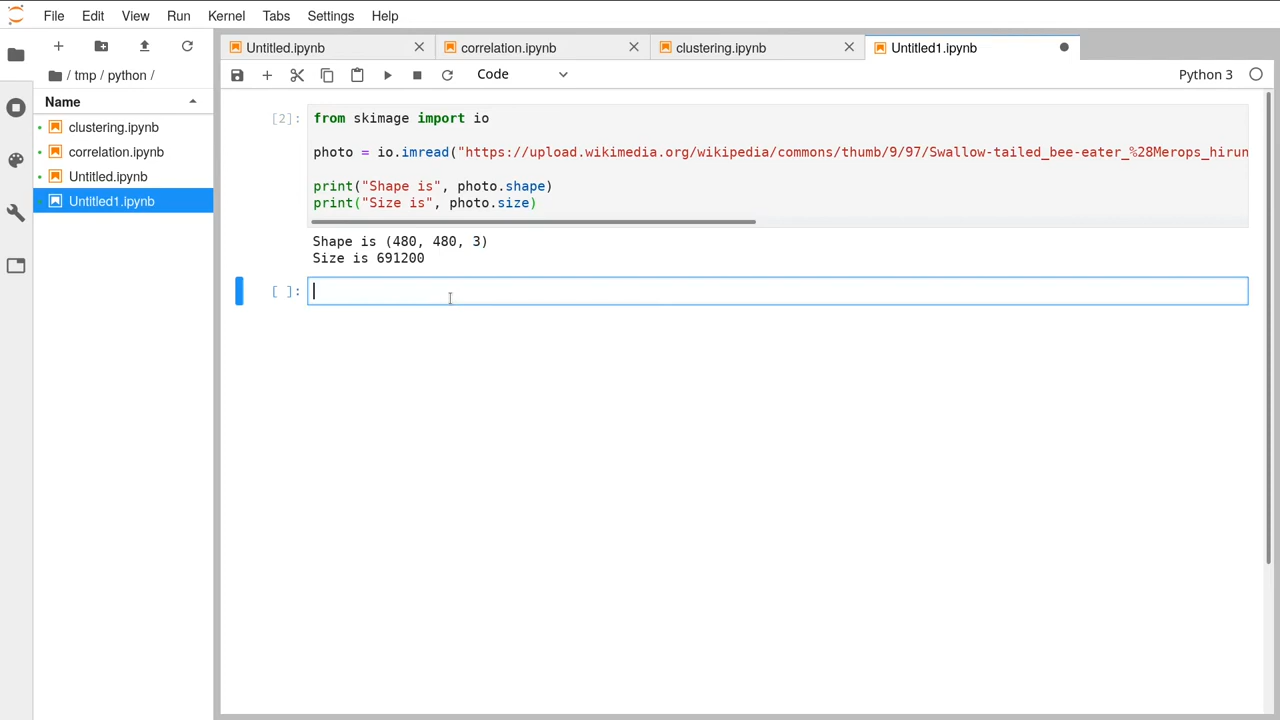 File Edit View Run Kernel Tabs Settings Help
Untitled.ipynb correlation.ipynb clustering.ipynb Untitled1.ipynb
Code Python 3
/ tmp / python /
Name
clustering.ipynb
correlation.ipynb
Untitled.ipynb
Untitled1.ipynb
[2]: from skimage import io
photo = io.imread("https://upload.wikimedia.org/wikipedia/commons/thumb/9/97/Swallow-tailed_bee-eater_%28Merops_hirun
print("Shape is", photo.shape)
print("Size is", photo.size)
Shape is (480, 480, 3)
Size is 691200
[ ]: